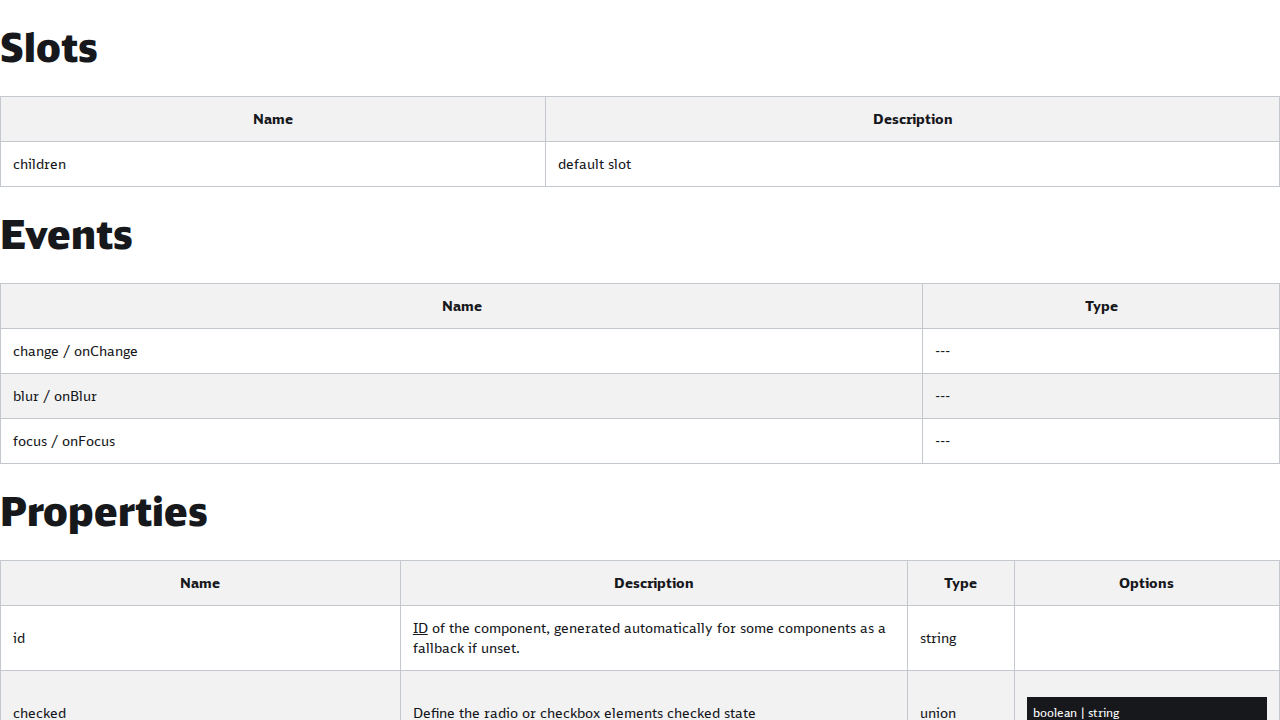 Slots
Name Description
children default slot
Events
Name Type
change / onChange ---
blur / onBlur ---
focus / onFocus ---
Properties
Name Description Type Options
id ID of the component, generated automatically for some components as a fallback if unset. string
checked Define the radio or checkbox elements checked state union boolean | string